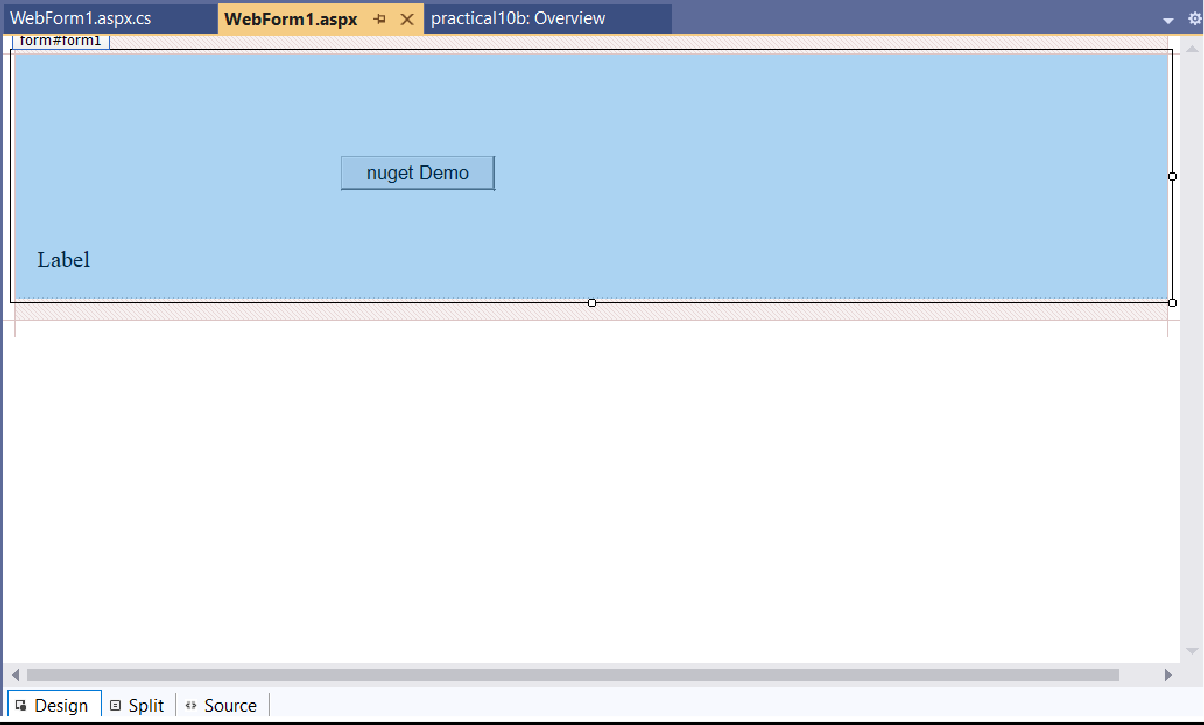 WebForm1.aspx.cs WebForm1.aspx practical10b: Overview
form#form1
nuget Demo
Label
Design Split Source